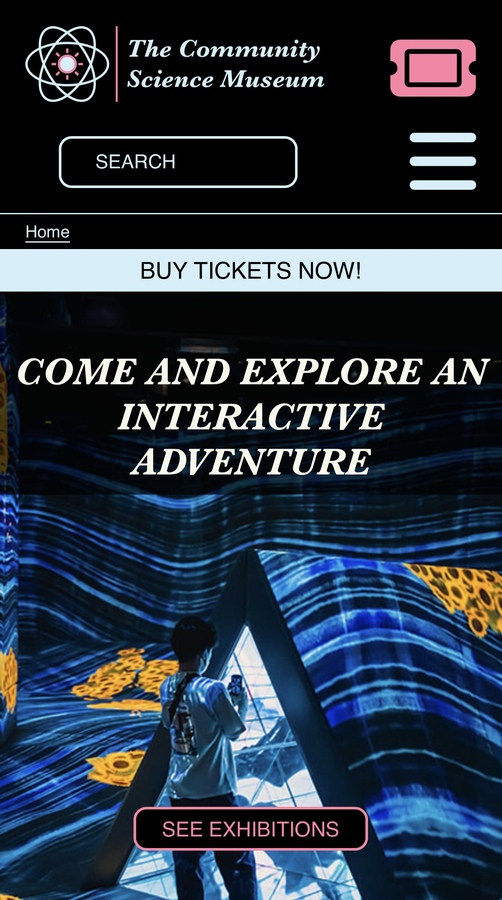 The Community
Science Museum
SEARCH
Home
BUY TICKETS NOW!
COME AND EXPLORE AN
INTERACTIVE
ADVENTURE
SEE EXHIBITIONS